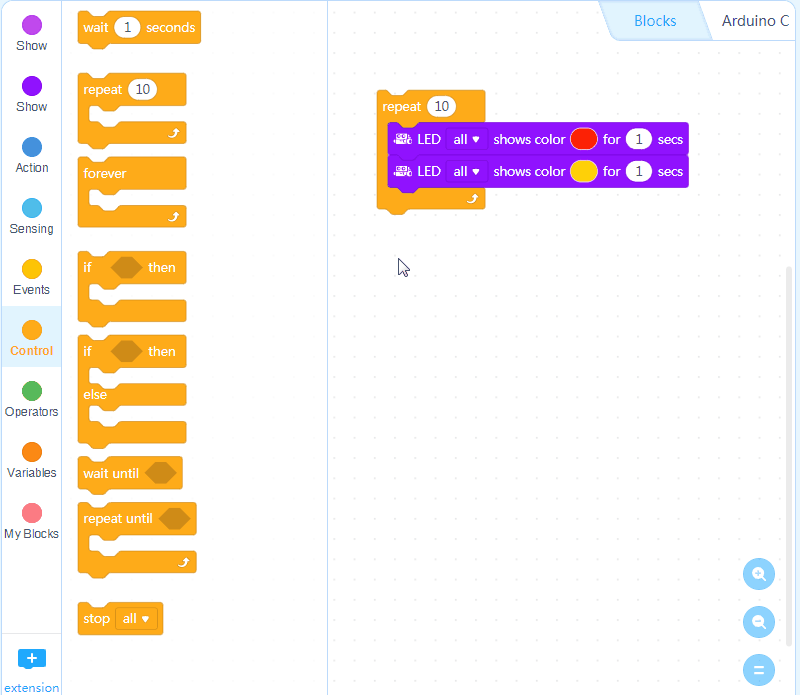 Show
Show
Action
Sensing
Events
Control
Operators
Variables
My Blocks
extension
wait 1 seconds
repeat 10
forever
if then
if then
else
wait until
repeat until
stop all
Blocks
Arduino C
repeat 10
LED all shows color for 1 secs
LED all shows color for 1 secs